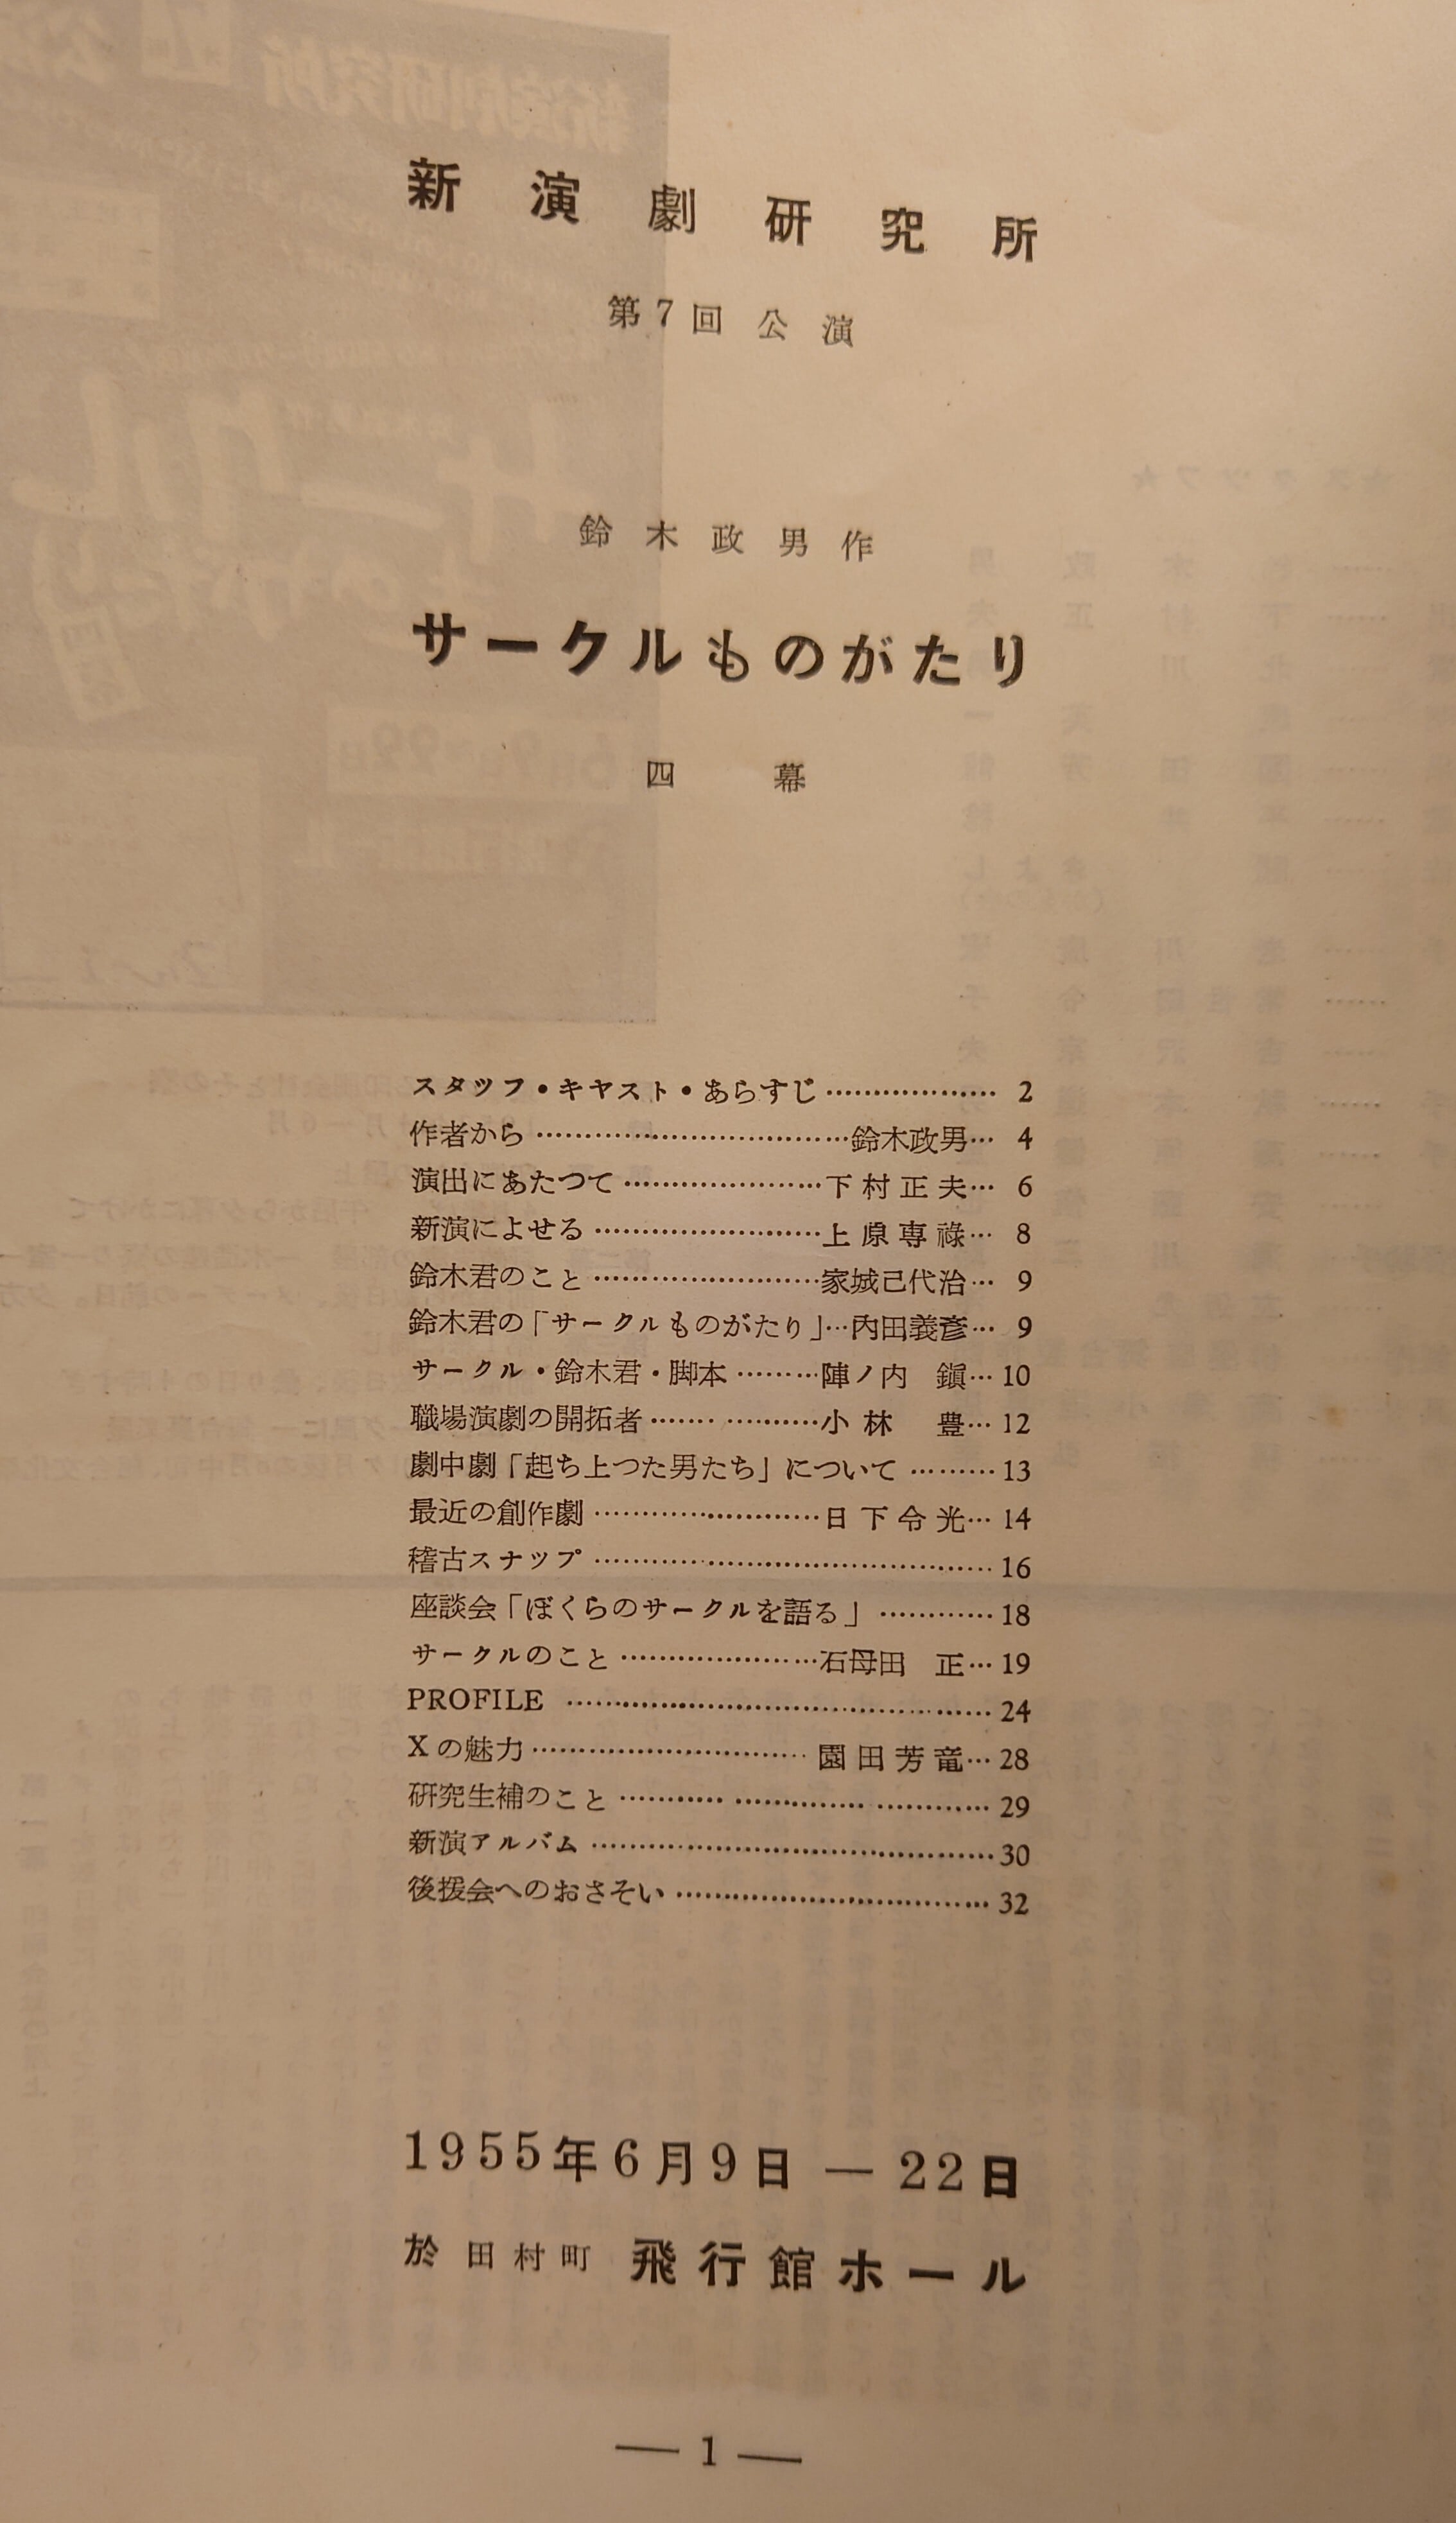 新演劇研究所
第7回公演
鈴木政男作
サークルものがたり
四幕
スタツフ・キヤスト・あらすじ…………………2
作者から……………………………鈴木政男…4
演出にあたつて…………………下村正夫…6
新演によせる……………………上原専祿…8
鈴木君のこと……………………家城己代治…9
鈴木君の「サークルものがたり」…内田義彦…9
サークル・鈴木君・脚本………陣ノ内 鎭…10
職場演劇の開拓者……………小林 豊…12
劇中劇「起ち上つた男たち」について………13
最近の創作劇……………………日下令光…14
稽古スナップ……………………………………16
座談会「ぼくらのサークルを語る」…………18
サークルのこと…………………石母田 正…19
PROFILE………………………………………24
Xの魅力…………………………園田芳竜…28
研究生補のこと…………………………………29
新演アルバム……………………………………30
後援会へのおさそい……………………………32
1955年6月9日―22日
於田村町 飛行館ホール
― 1 ―